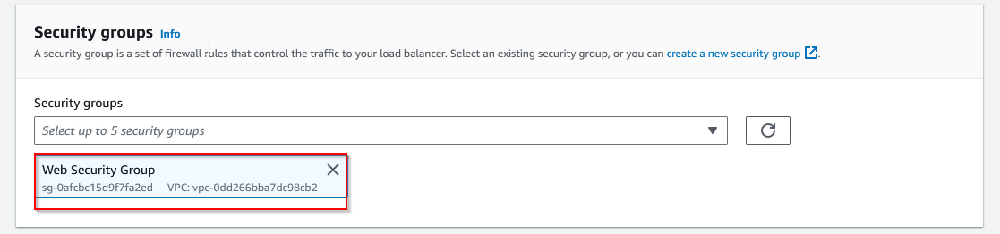 Security groups Info
A security group is a set of firewall rules that control the traffic to your load balancer. Select an existing security group, or you can create a new security group.
Security groups
Select up to 5 security groups
Web Security Group
sg-0afcbc15d9f7fa2ed VPC: vpc-0dd266bba7dc98cb2